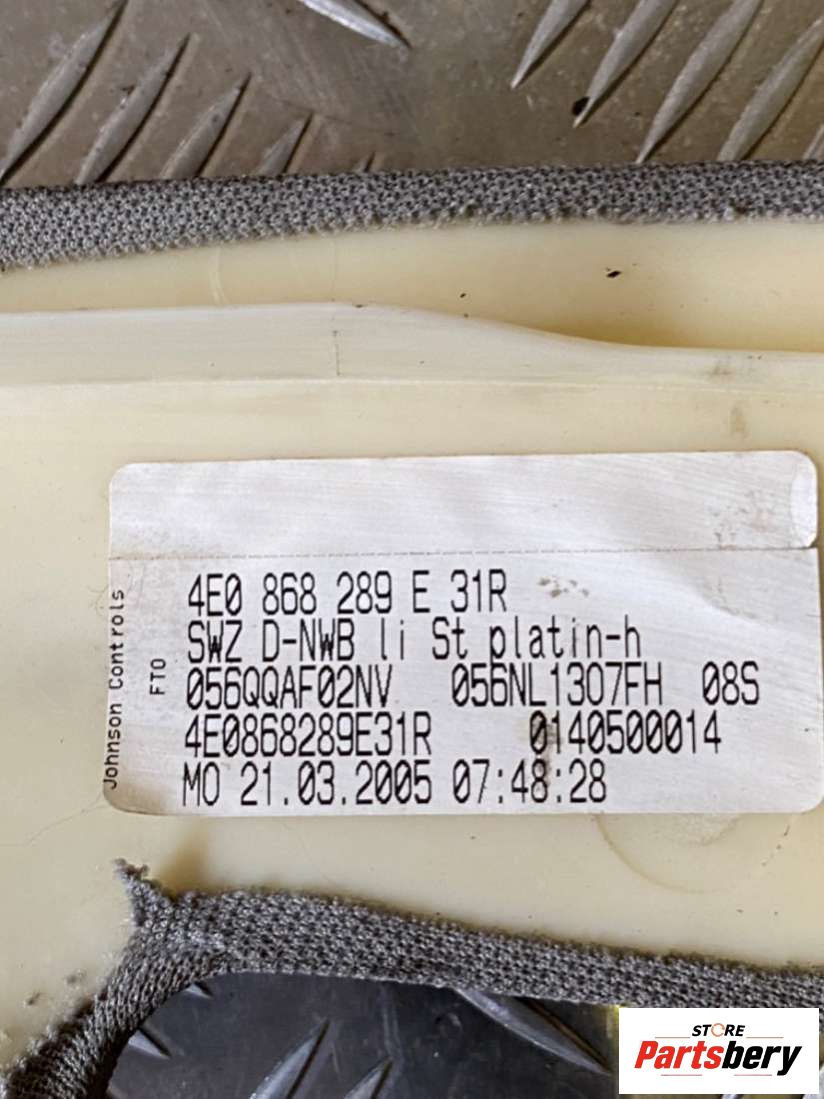 4E0 868 289 E 31R
SWZ D-NWB li St platin-h
056QQAF02NV 056NL1307FH 08S
4E0868289E31R 0140500014
MO 21.03.2005 07:48:28
Johnson Controls
FTO
STORE
Partsbery